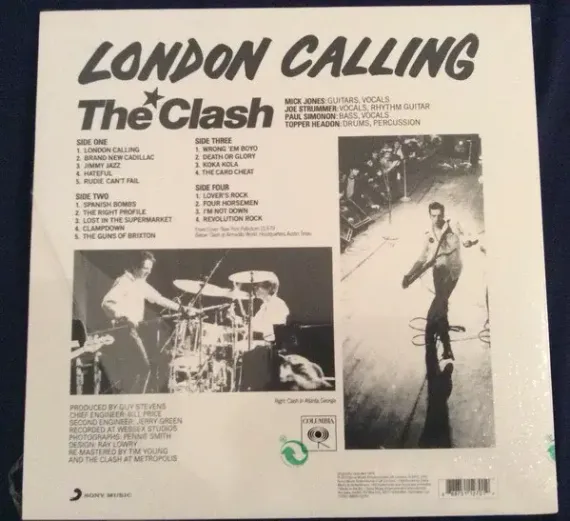 LONDON CALLING
The Clash
MICK JONES: GUITARS, VOCALS
JOE STRUMMER: VOCALS, RHYTHM GUITAR
PAUL SIMONON: BASS, VOCALS
TOPPER HEADON: DRUMS, PERCUSSION
SIDE ONE
1. LONDON CALLING
2. BRAND NEW CADILLAC
3. JIMMY JAZZ
4. HATEFUL
5. RUDIE CAN'T FAIL
SIDE TWO
1. SPANISH BOMBS
2. THE RIGHT PROFILE
3. LOST IN THE SUPERMARKET
4. CLAMPDOWN
5. THE GUNS OF BRIXTON
SIDE THREE
1. WRONG 'EM BOYO
2. DEATH OR GLORY
3. KOKA KOLA
4. THE CARD CHEAT
SIDE FOUR
1. LOVER'S ROCK
2. FOUR HORSEMEN
3. I'M NOT DOWN
4. REVOLUTION ROCK
Right: Clash in Atlanta, Georgia
PRODUCED BY GUY STEVENS
CHIEF ENGINEER: BILL PRICE
SECOND ENGINEER: JERRY GREEN
RECORDED AT WESSEX STUDIOS
PHOTOGRAPHS: PENNIE SMITH
DESIGN: RAY LOWRY
RE MASTERED BY TIM YOUNG
AND THE CLASH AT METROPOLIS
COLUMBIA
SONY MUSIC